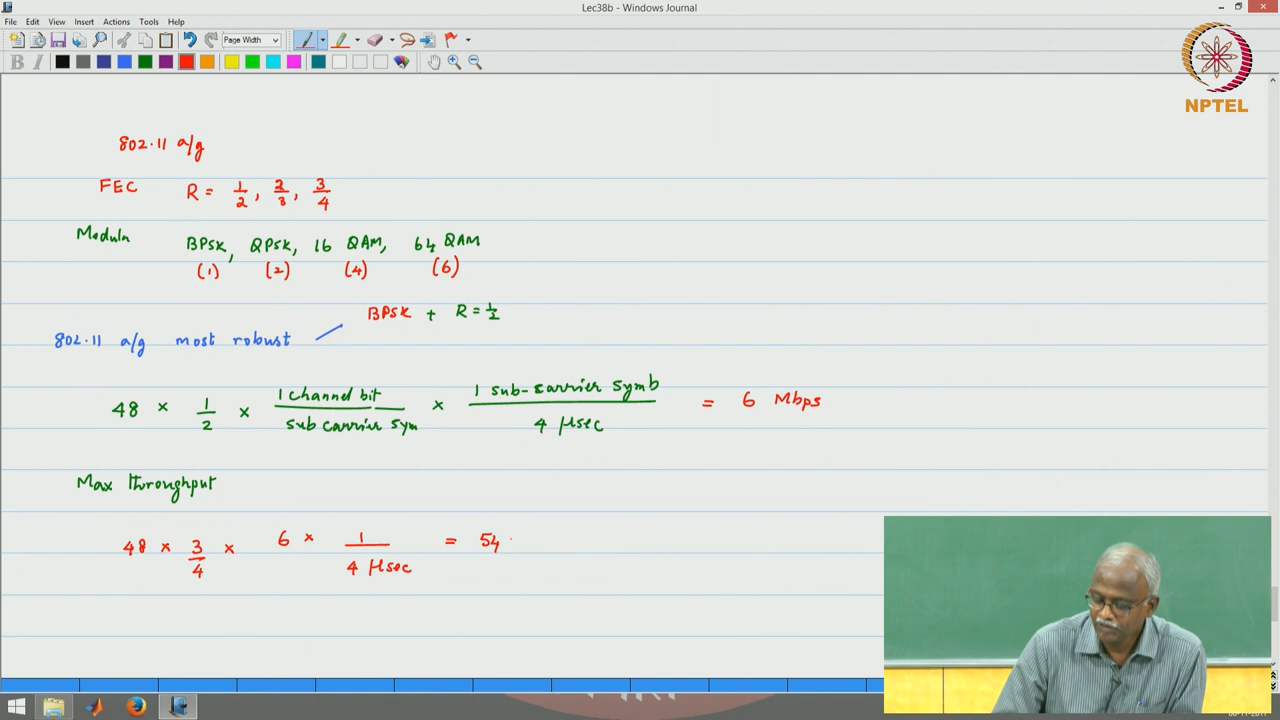 Lec38b - Windows Journal
File Edit View Insert Actions Tools Help
Page Width
B I
NPTEL
802.11 a/g
FEC R = 1/2, 2/3, 3/4
Moduln BPSK, QPSK, 16 QAM, 64 QAM
(1) (2) (4) (6)
BPSK + R = 1/2
802.11 a/g most robust
48 × 1/2 × 1 channel bit / sub carrier sym × 1 sub-carrier symb / 4 μsec = 6 Mbps
Max throughput
48 × 3/4 × 6 × 1 / 4 μsec = 54